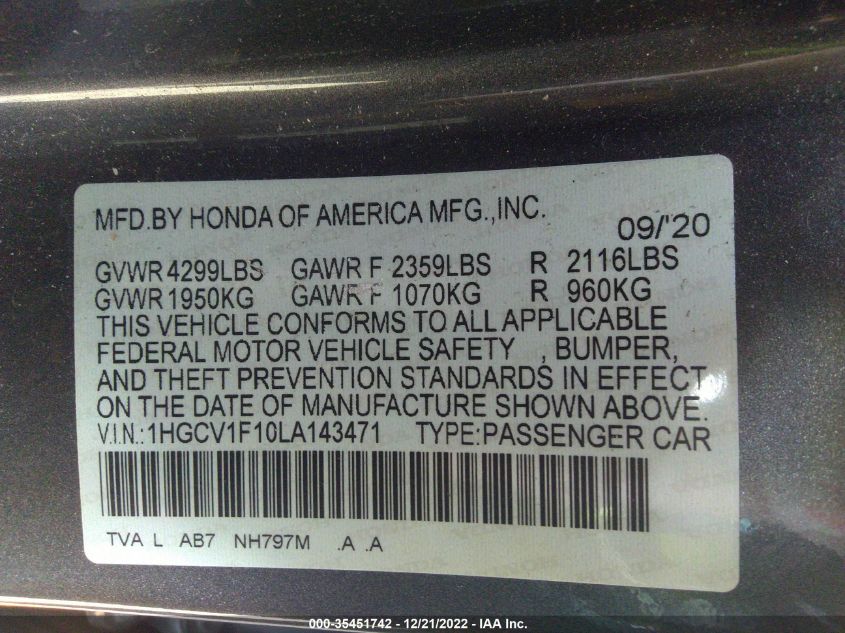 MFD.BY HONDA OF AMERICA MFG.,INC. 09/'20
GVWR 4299LBS GAWR F 2359LBS R 2116LBS
GVWR 1950KG GAWR F 1070KG R 960KG
THIS VEHICLE CONFORMS TO ALL APPLICABLE
FEDERAL MOTOR VEHICLE SAFETY , BUMPER,
AND THEFT PREVENTION STANDARDS IN EFFECT
ON THE DATE OF MANUFACTURE SHOWN ABOVE.
V.I.N.:1HGCV1F10LA143471 TYPE:PASSENGER CAR
TVA L AB7 NH797M .A .A
000-35451742 - 12/21/2022 - IAA Inc.